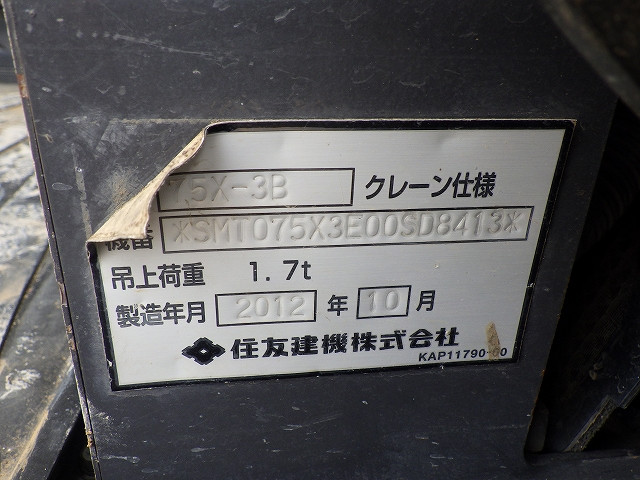 75X-3B クレーン仕様
機番 *SMT075X3E00SD8413*
吊上荷重 1.7t
製造年月 2012 年 10 月
住友建機株式会社
KAP11790-00